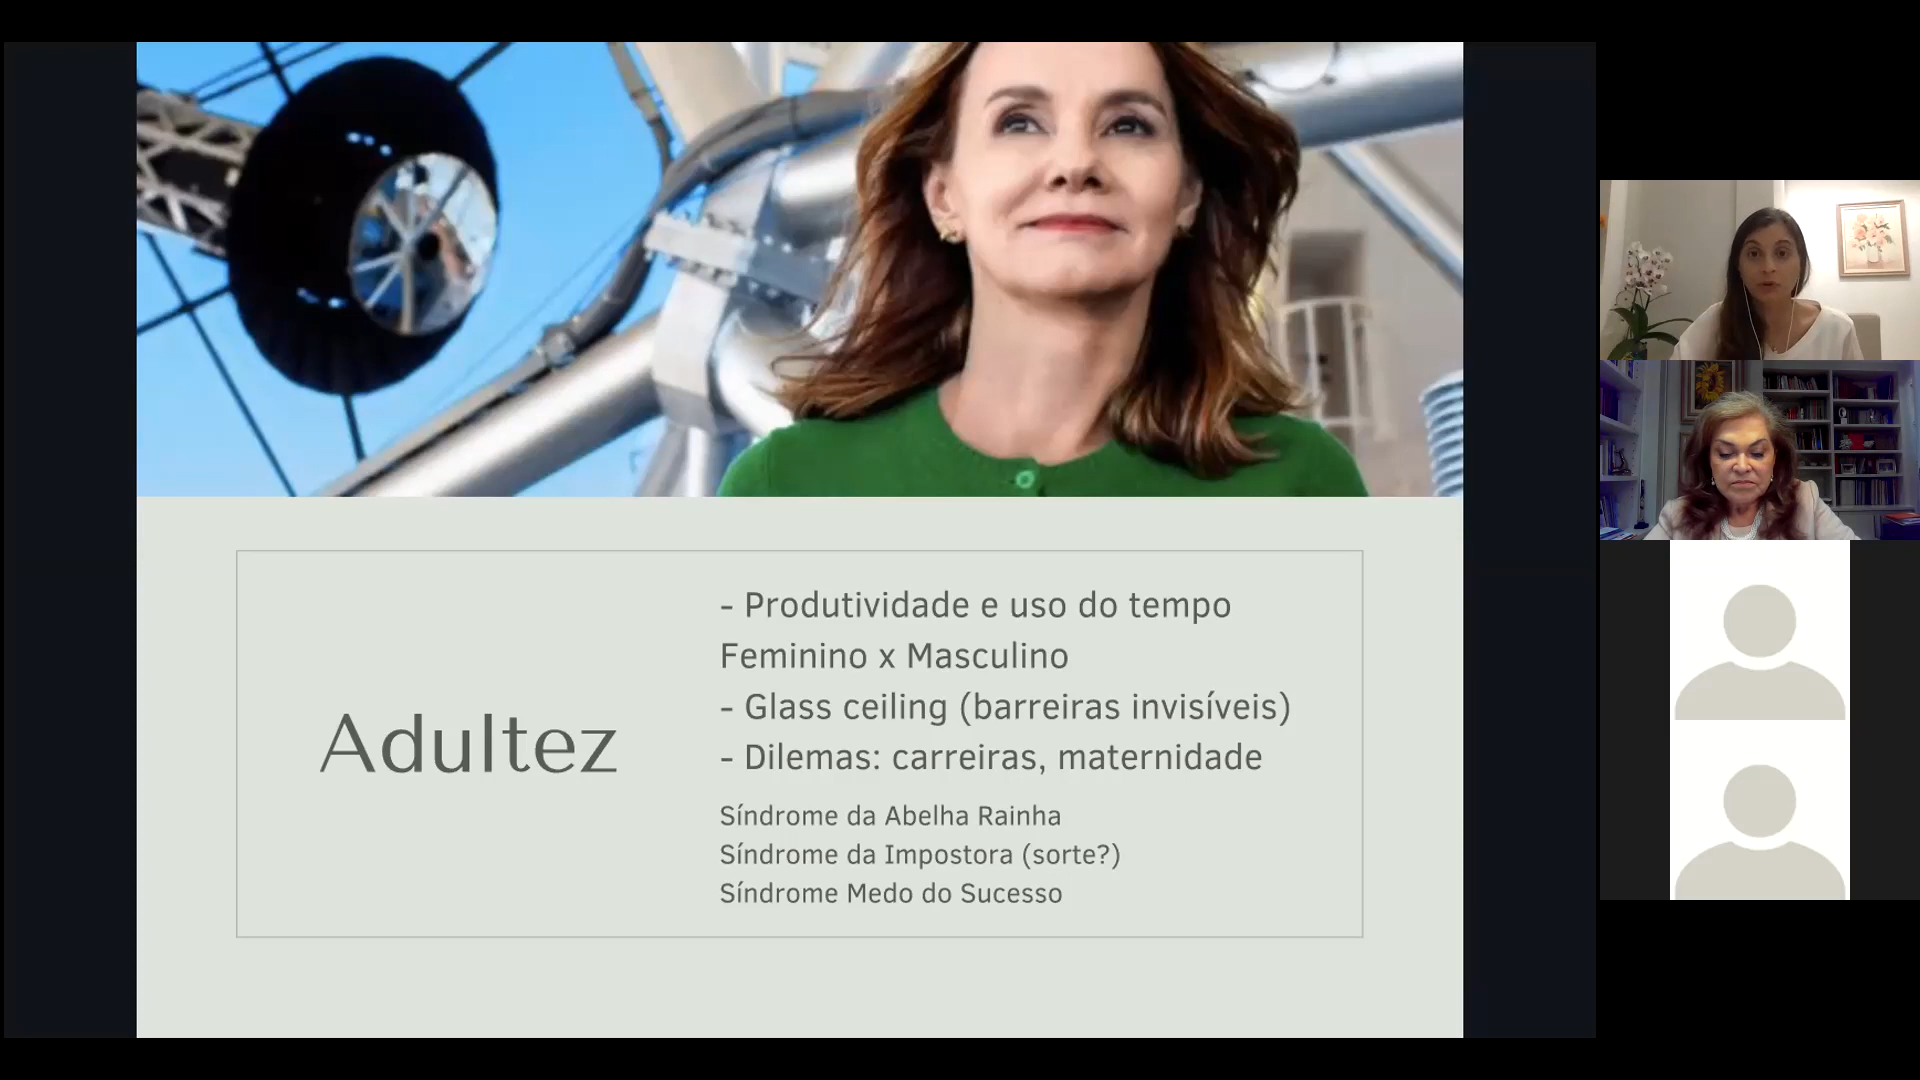 Adultez
- Produtividade e uso do tempo
Feminino x Masculino
- Glass ceiling (barreiras invisíveis)
- Dilemas: carreiras, maternidade
Síndrome da Abelha Rainha
Síndrome da Impostora (sorte?)
Síndrome Medo do Sucesso